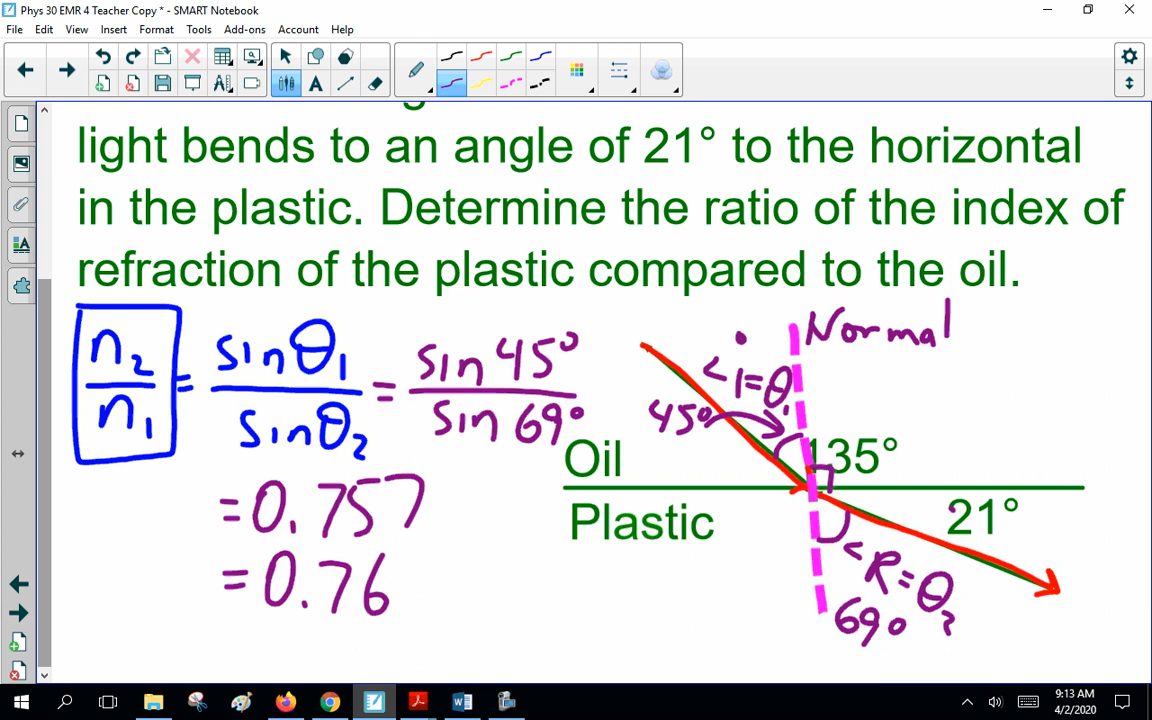 Phys 30 EMR 4 Teacher Copy * - SMART Notebook
File Edit View Insert Format Tools Add-ons Account Help
light bends to an angle of 21° to the horizontal
in the plastic. Determine the ratio of the index of
refraction of the plastic compared to the oil.
n₂/n₁ = sinθ₁/sinθ₂ = sin 45°/sin 69°
= 0.757
= 0.76
Normal
<i=θ₁
45°
135°
Oil
Plastic
21°
<R=θ₂
69°
9:13 AM
4/2/2020